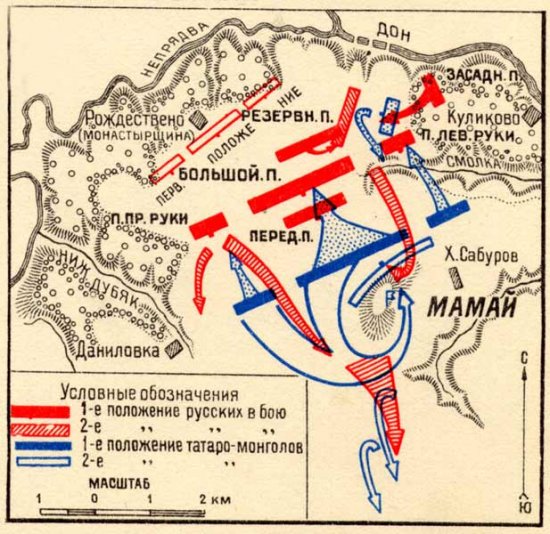 НЕПРЯДВА
ДОН
ЗАСАДН. П.
Рождествено
(МОНАСТЫРЩИНА)
РЕЗЕРВН. П.
Куликово
П. ЛЕВ. РУКИ.
ПЕРВ. ПОЛОЖЕ НИЕ
СМОЛКА
БОЛЬШОЙ. П.
П. ПР. РУКИ
ПЕРЕД. П.
Х. Сабуров
НИЖ. ДУБЯК
МАМАЙ
Даниловка
С
Ю
Условные обозначения
1-е положение русских в бою
2-е " " "
1-е положение татаро-монголов
2-е " "
МАСШТАБ
1 0 1 2 км